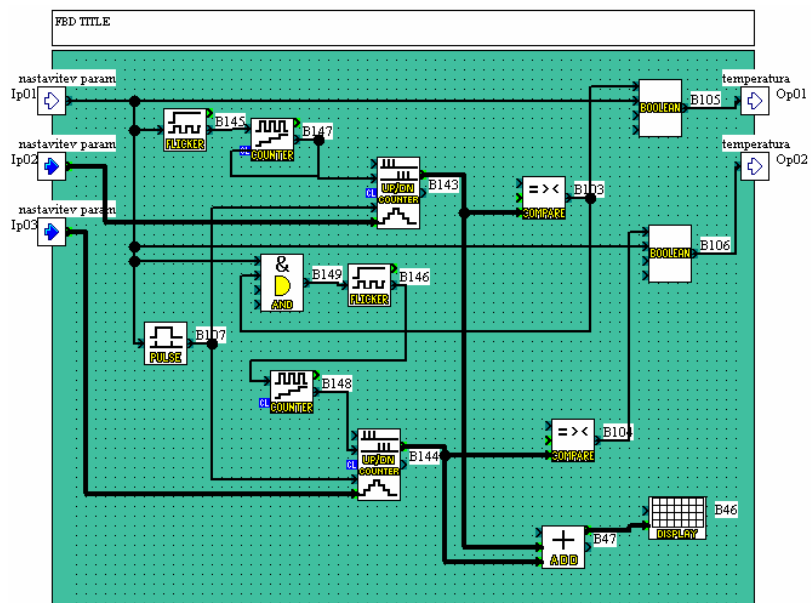 FBD TITLE
nastavitev param
Ip01
nastavitev param
Ip02
nastavitev param
Ip03
temperatura
Op01
temperatura
Op02
FLICKER
B145
CL
COUNTER
B147
CL
UP/DN
COUNTER
B143
= > <
COMPARE
B103
BOOLEAN
B105
BOOLEAN
B106
&
AND
B149
FLICKER
B146
PULSE
B107
CL
COUNTER
B148
CL
UP/DN
COUNTER
B144
= > <
COMPARE
B104
+
ADD
B47
DISPLAY
B46